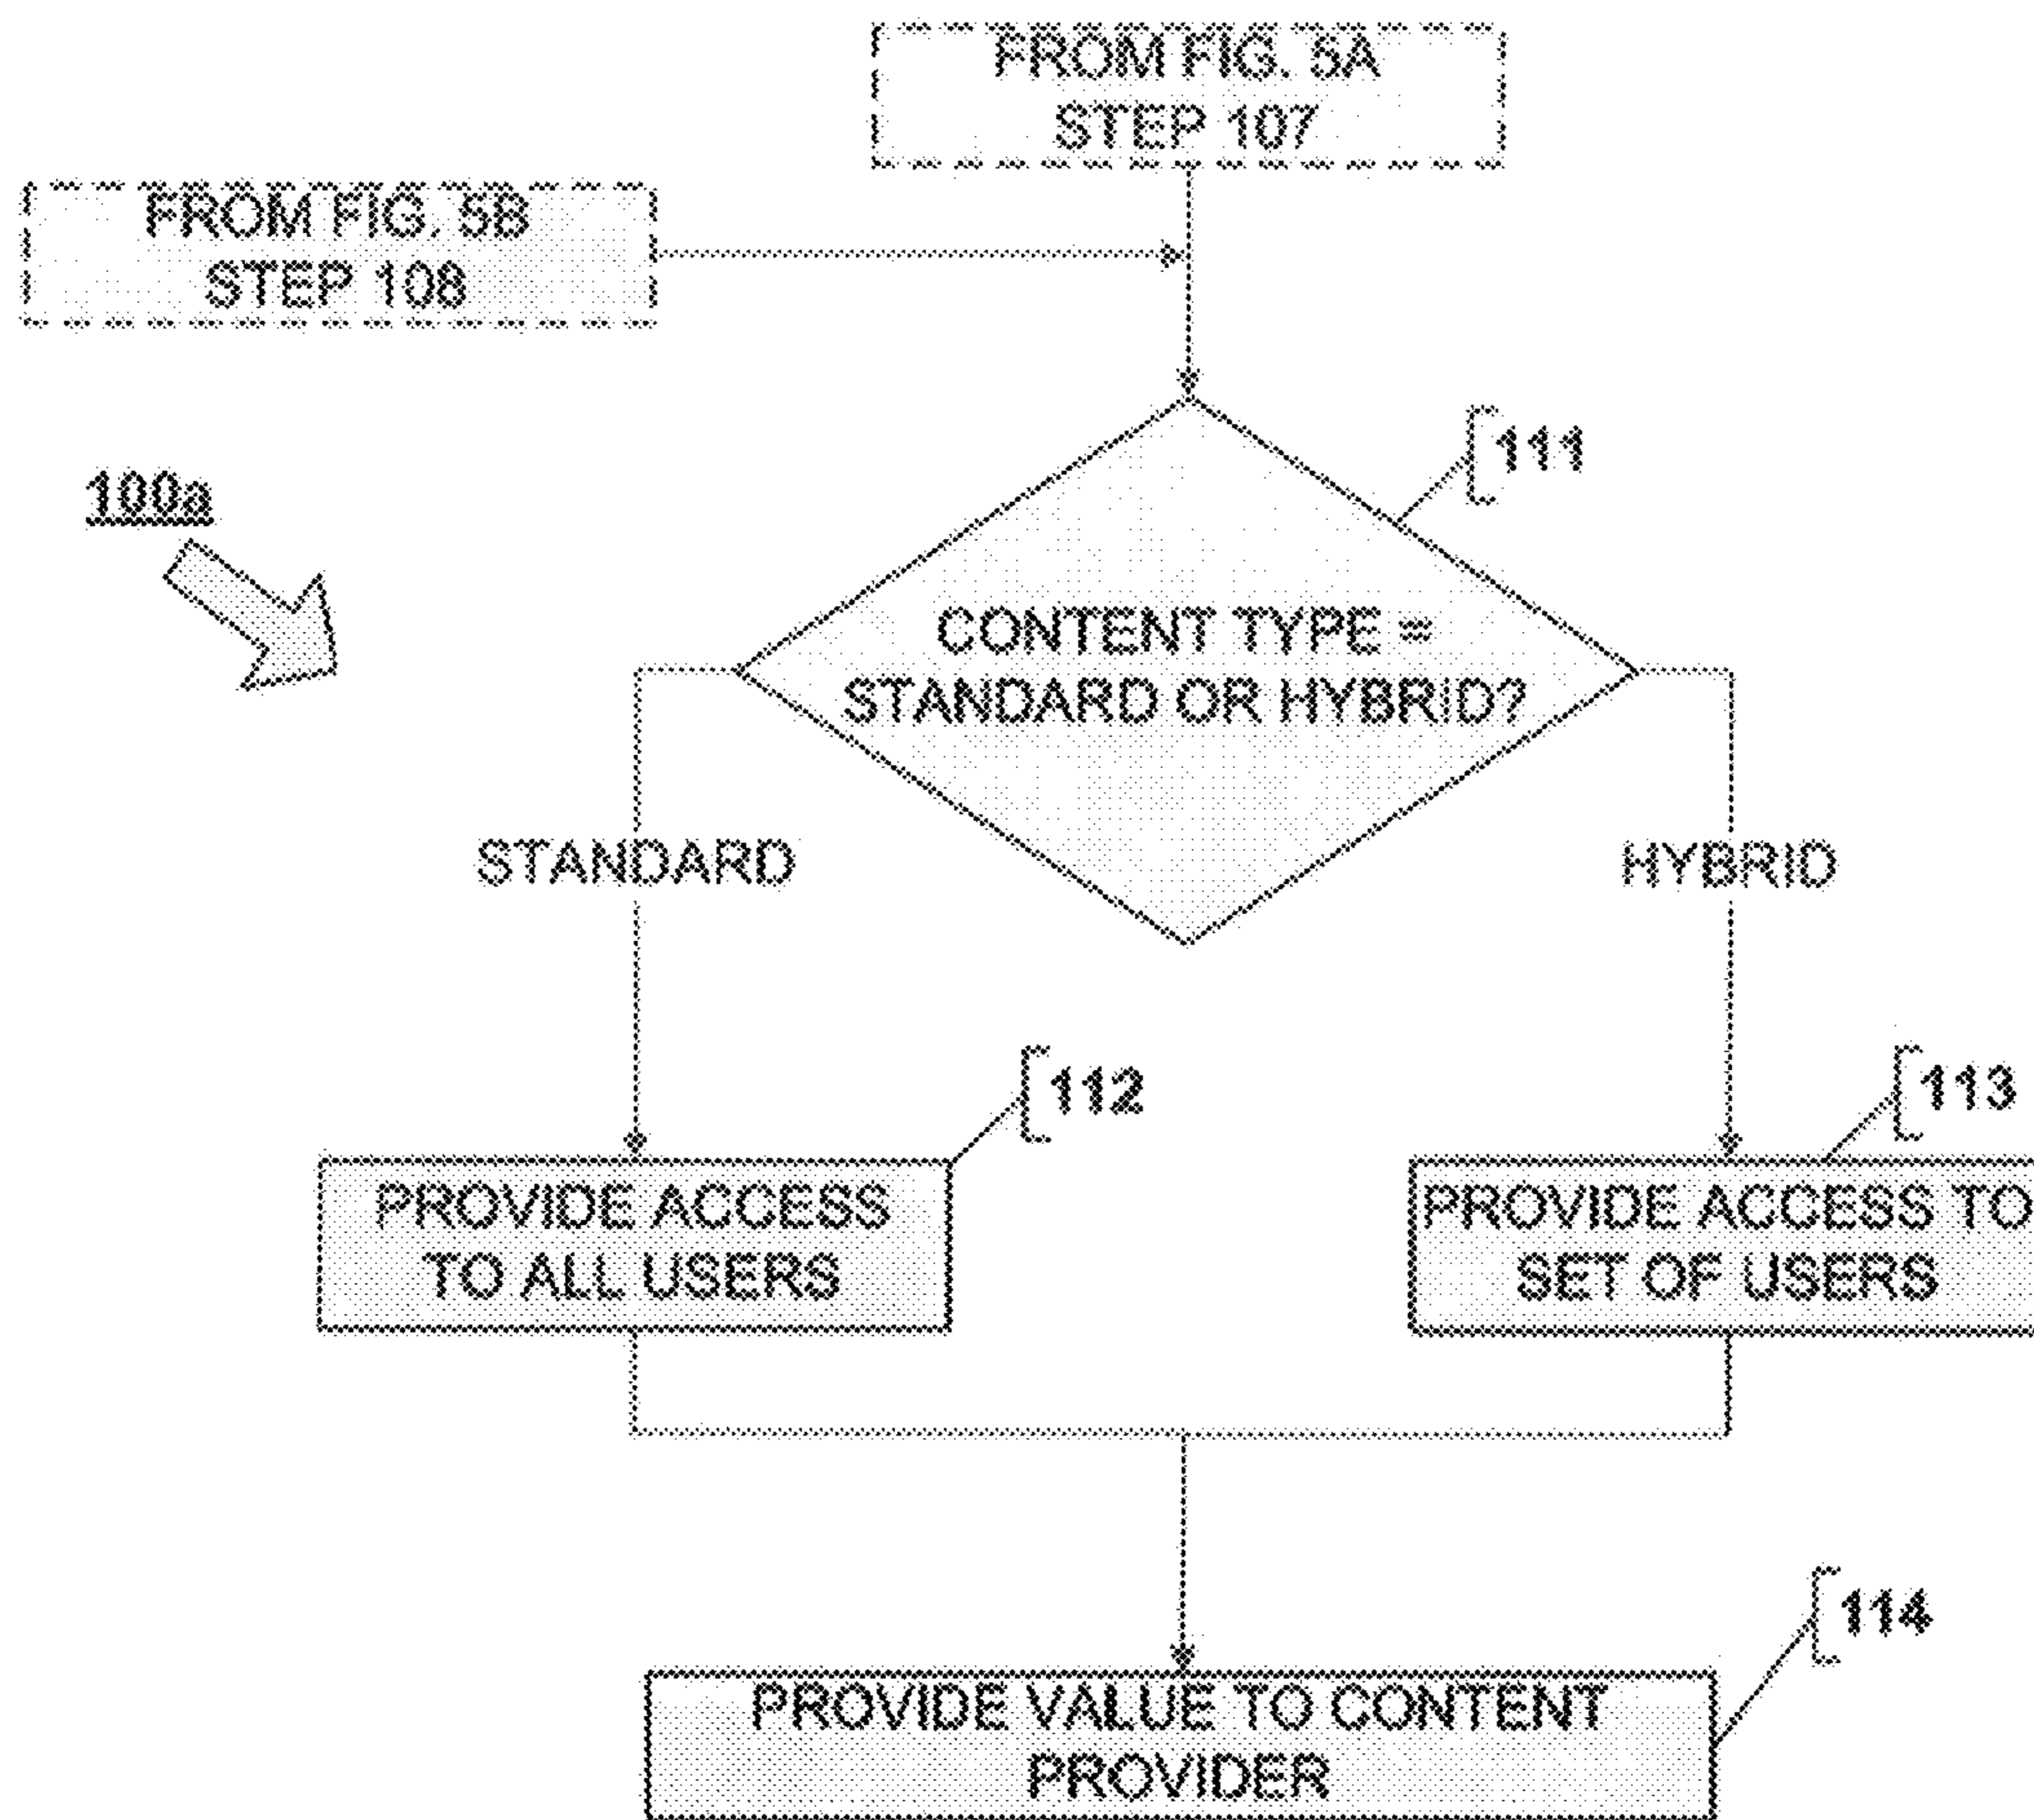 FROM FIG. 5A
STEP 107
FROM FIG. 5B
STEP 108
111
100a
CONTENT TYPE =
STANDARD OR HYBRID?
STANDARD
HYBRID
112
113
PROVIDE ACCESS
TO ALL USERS
PROVIDE ACCESS TO
SET OF USERS
114
PROVIDE VALUE TO CONTENT
PROVIDER